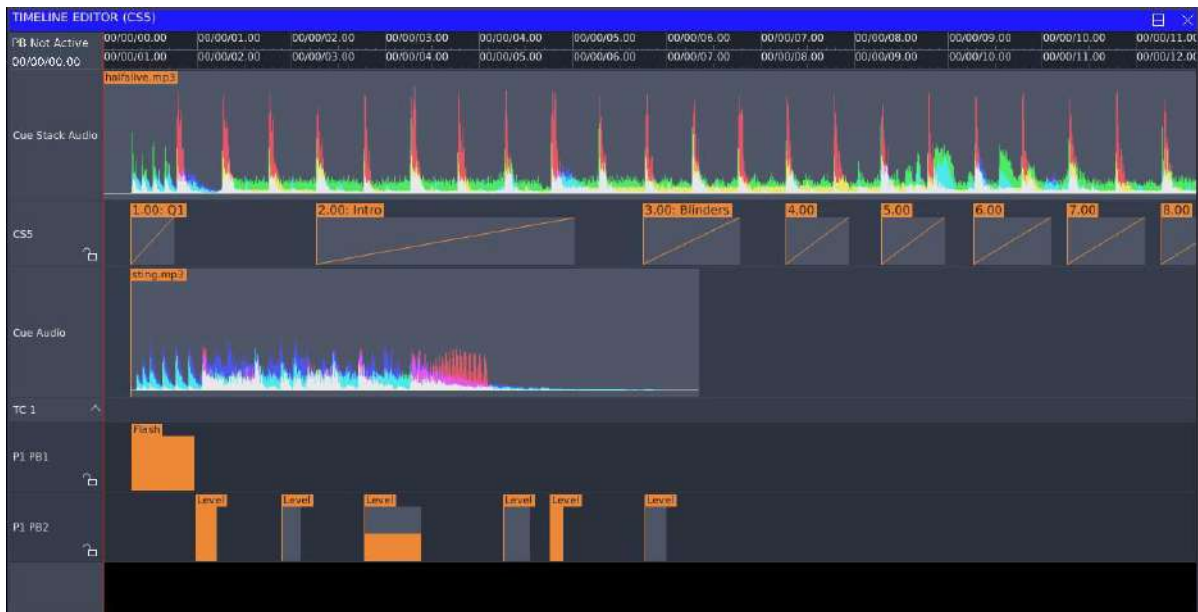 TIMELINE EDITOR (CS5)
PB Not Active 00/00/00.00 00/00/01.00 00/00/02.00 00/00/03.00 00/00/04.00 00/00/05.00 00/00/06.00 00/00/07.00 00/00/08.00 00/00/09.00 00/00/10.00 00/00/11.00
00/00/00.00 00/00/01.00 00/00/02.00 00/00/03.00 00/00/04.00 00/00/05.00 00/00/06.00 00/00/07.00 00/00/08.00 00/00/09.00 00/00/10.00 00/00/11.00 00/00/12.00
halfalive.mp3
Cue Stack Audio
1.00: Q1 2.00: Intro 3.00: Blinders 4.00 5.00 6.00 7.00 8.00
CS5
sting.mp3
Cue Audio
TC 1
Flash
P1 PB1
Level Level Level Level Level Level
P1 PB2